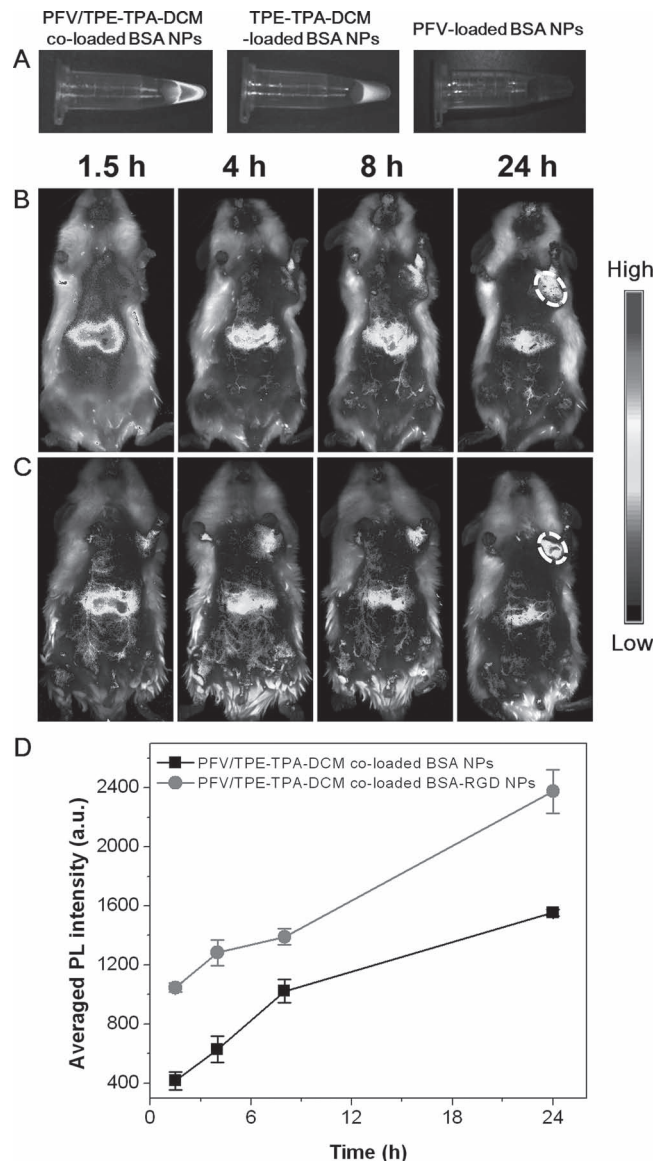 PFV/TPE-TPA-DCM
co-loaded BSA NPs
TPE-TPA-DCM
-loaded BSA NPs
PFV-loaded BSA NPs
A
1.5 h
4 h
8 h
24 h
B
High
C
Low
D
PFV/TPE-TPA-DCM co-loaded BSA NPs
PFV/TPE-TPA-DCM co-loaded BSA-RGD NPs
Averaged PL intensity (a.u.)
2400
2000
1600
1200
800
400
0
6
12
18
24
Time (h)